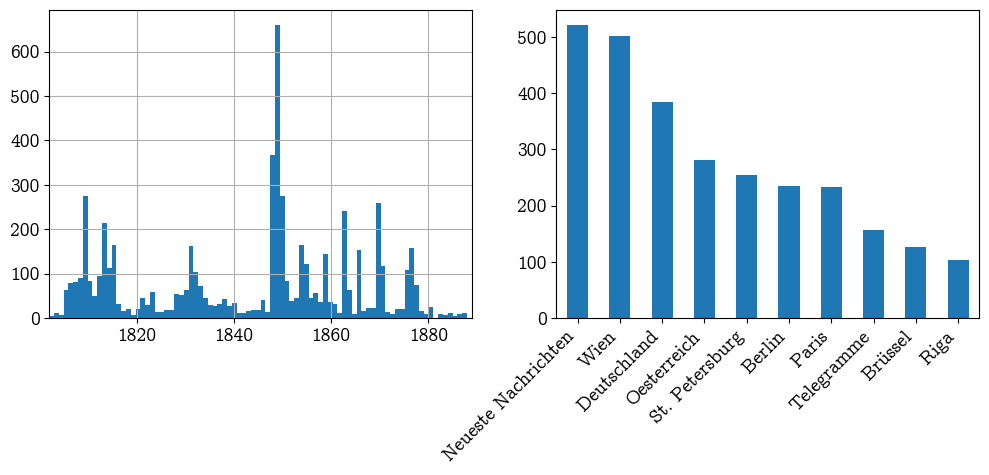 600
500
400
300
200
100
0
1820
1840
1860
1880
500
400
300
200
100
0
Neueste Nachrichten
Wien
Deutschland
Oesterreich
St. Petersburg
Berlin
Paris
Telegramme
Brüssel
Riga